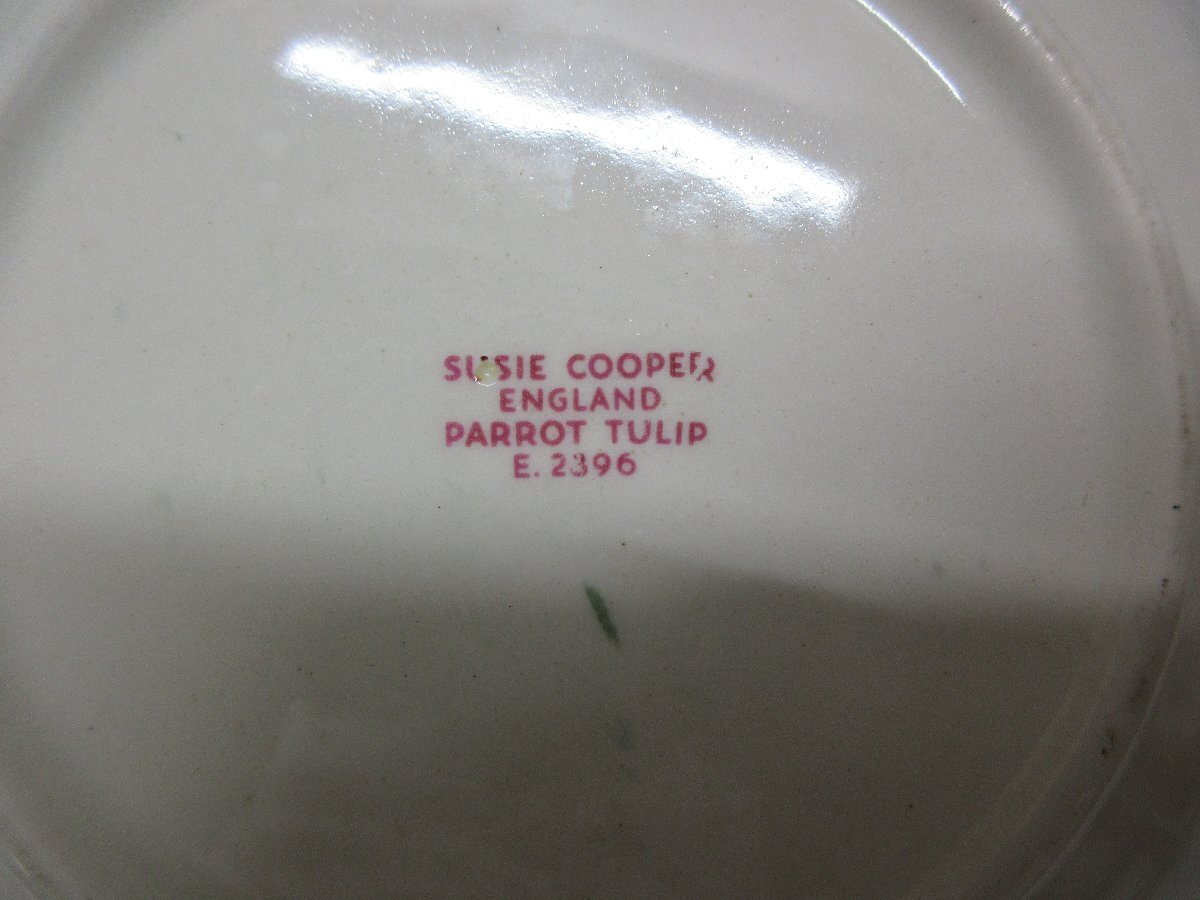 SUSIE COOPER
ENGLAND
PARROT TULIP
E. 2396